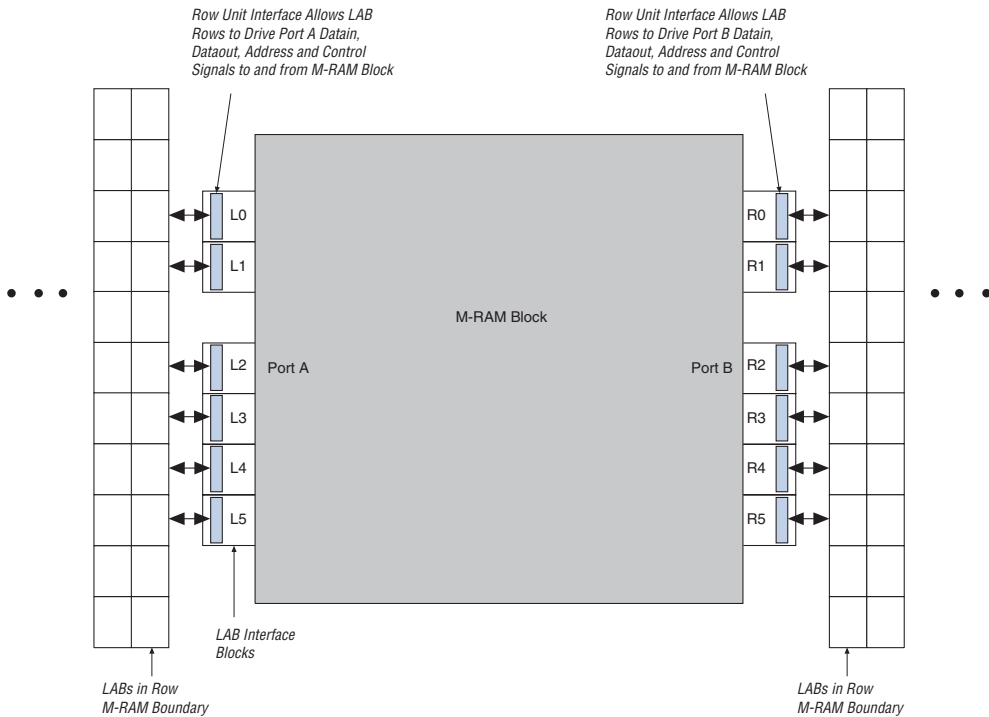 Row Unit Interface Allows LAB
Rows to Drive Port A Datain,
Dataout, Address and Control
Signals to and from M-RAM Block
Row Unit Interface Allows LAB
Rows to Drive Port B Datain,
Dataout, Address and Control
Signals to and from M-RAM Block
L0
R0
L1
R1
M-RAM Block
L2
Port A
Port B
R2
L3
R3
L4
R4
L5
R5
LAB Interface
Blocks
LABs in Row
M-RAM Boundary
LABs in Row
M-RAM Boundary